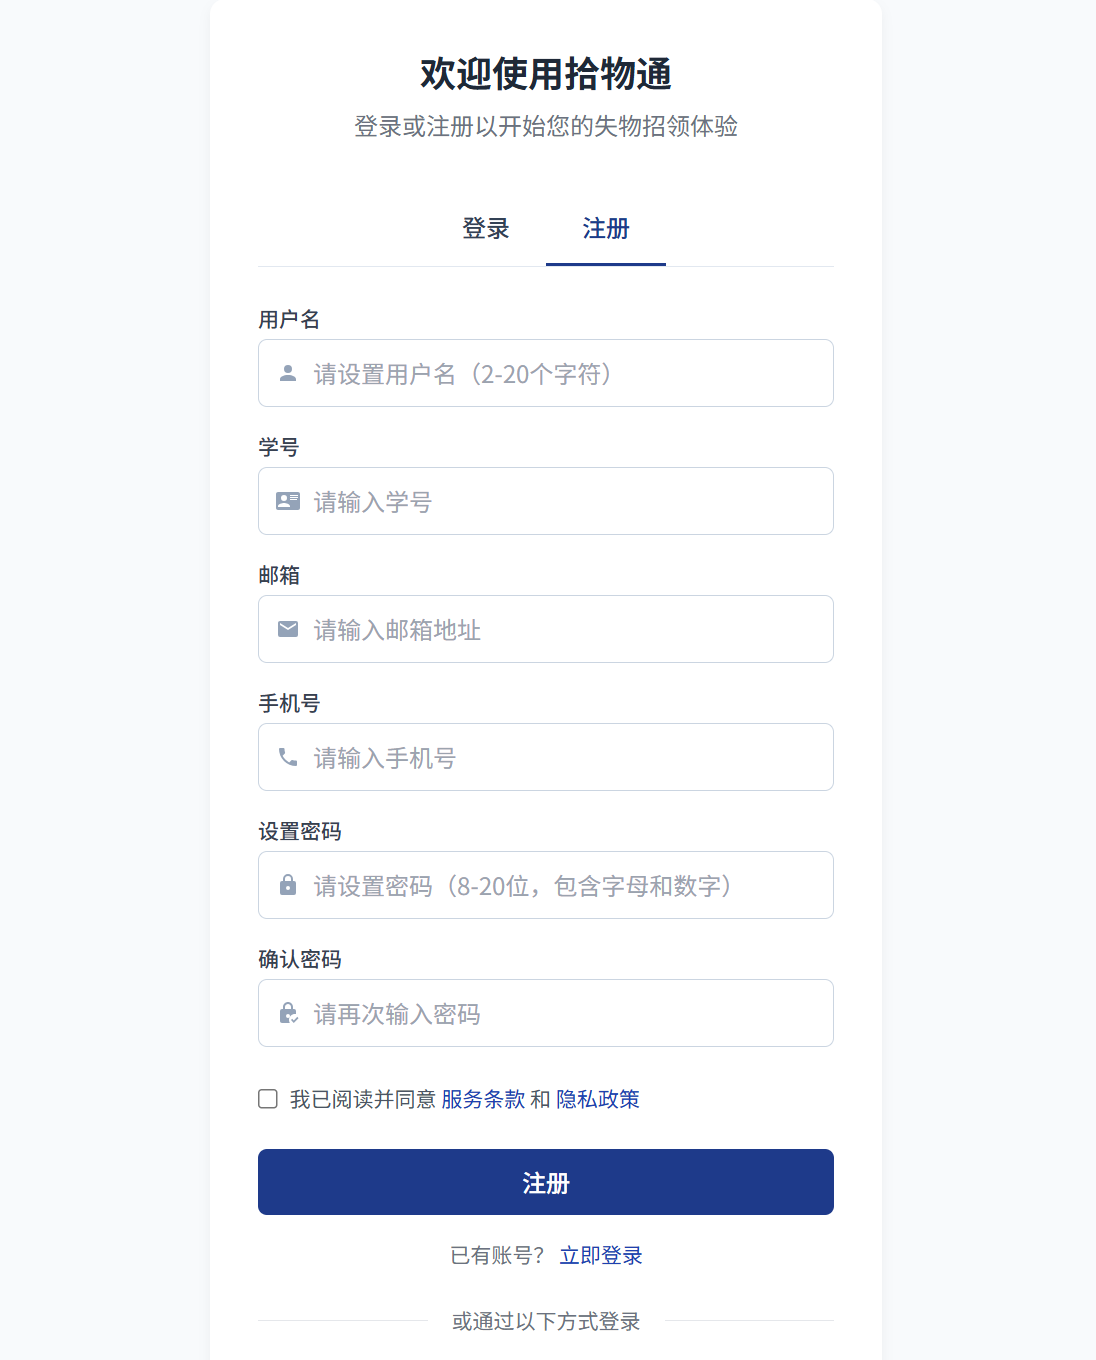 欢迎使用拾物通
登录或注册以开始您的失物招领体验
登录 注册
用户名
请设置用户名（2-20个字符）
学号
请输入学号
邮箱
请输入邮箱地址
手机号
请输入手机号
设置密码
请设置密码（8-20位，包含字母和数字）
确认密码
请再次输入密码
我已阅读并同意 服务条款 和 隐私政策
注册
已有账号？ 立即登录
或通过以下方式登录